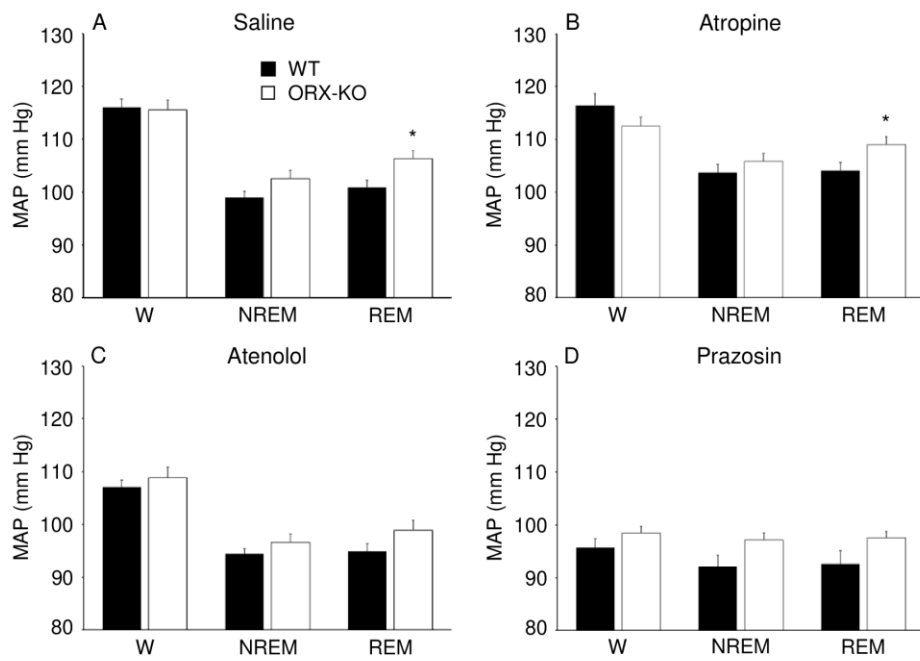 A Saline
130
120
110
100
90
80
MAP (mm Hg)
WT
ORX-KO
*
W NREM REM
B Atropine
130
120
110
100
90
80
MAP (mm Hg)
*
W NREM REM
C Atenolol
130
120
110
100
90
80
MAP (mm Hg)
W NREM REM
D Prazosin
130
120
110
100
90
80
MAP (mm Hg)
W NREM REM